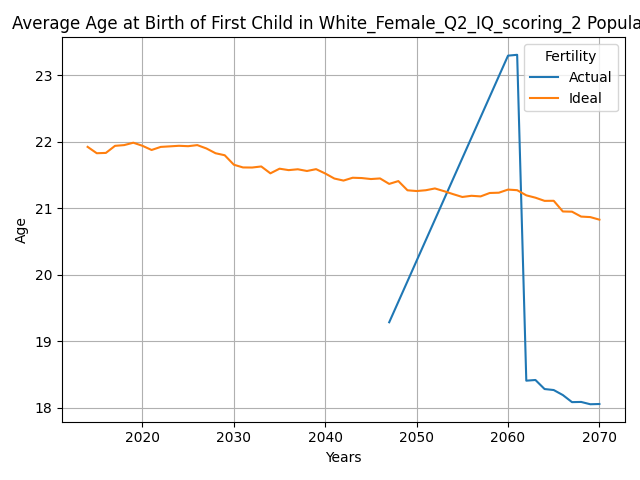 Average Age at Birth of First Child in White_Female_Q2_IQ_scoring_2 Popula
Fertility
Actual
Ideal
23
22
21
20
19
18
Age
2020 2030 2040 2050 2060 2070
Years